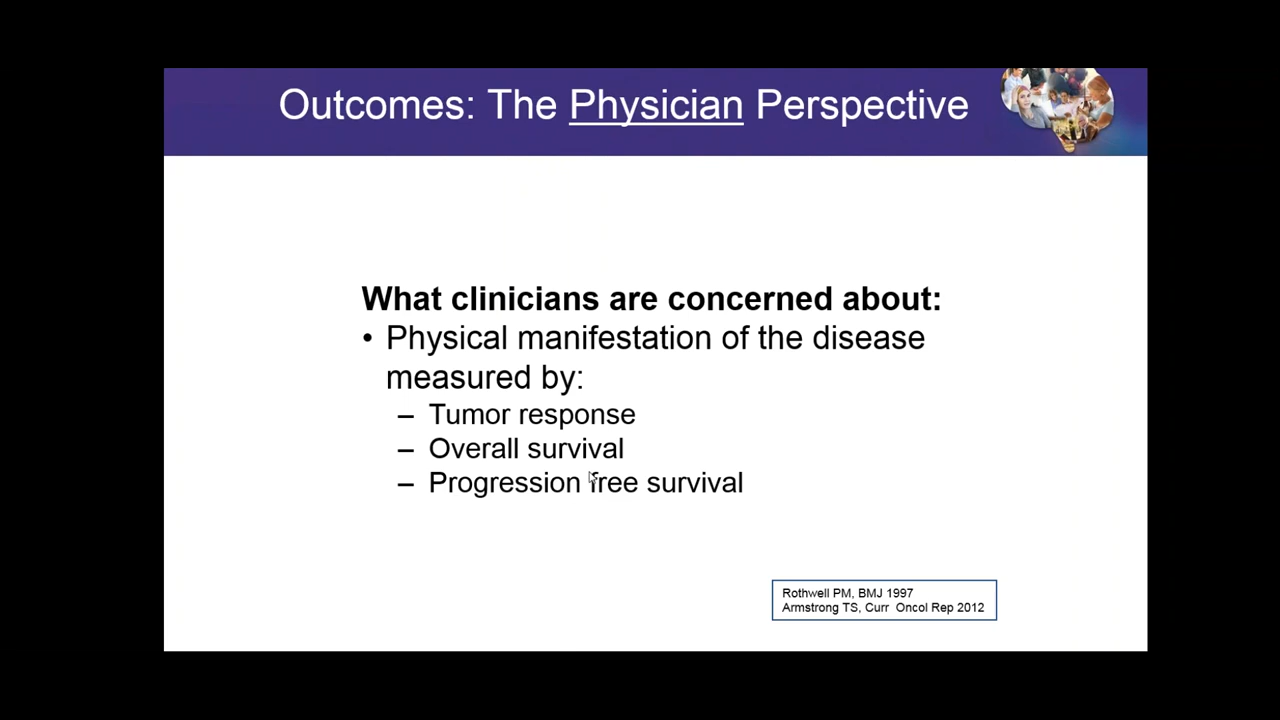 Outcomes: The Physician Perspective
What clinicians are concerned about:
• Physical manifestation of the disease
measured by:
– Tumor response
– Overall survival
– Progression free survival
Rothwell PM, BMJ 1997
Armstrong TS, Curr Oncol Rep 2012